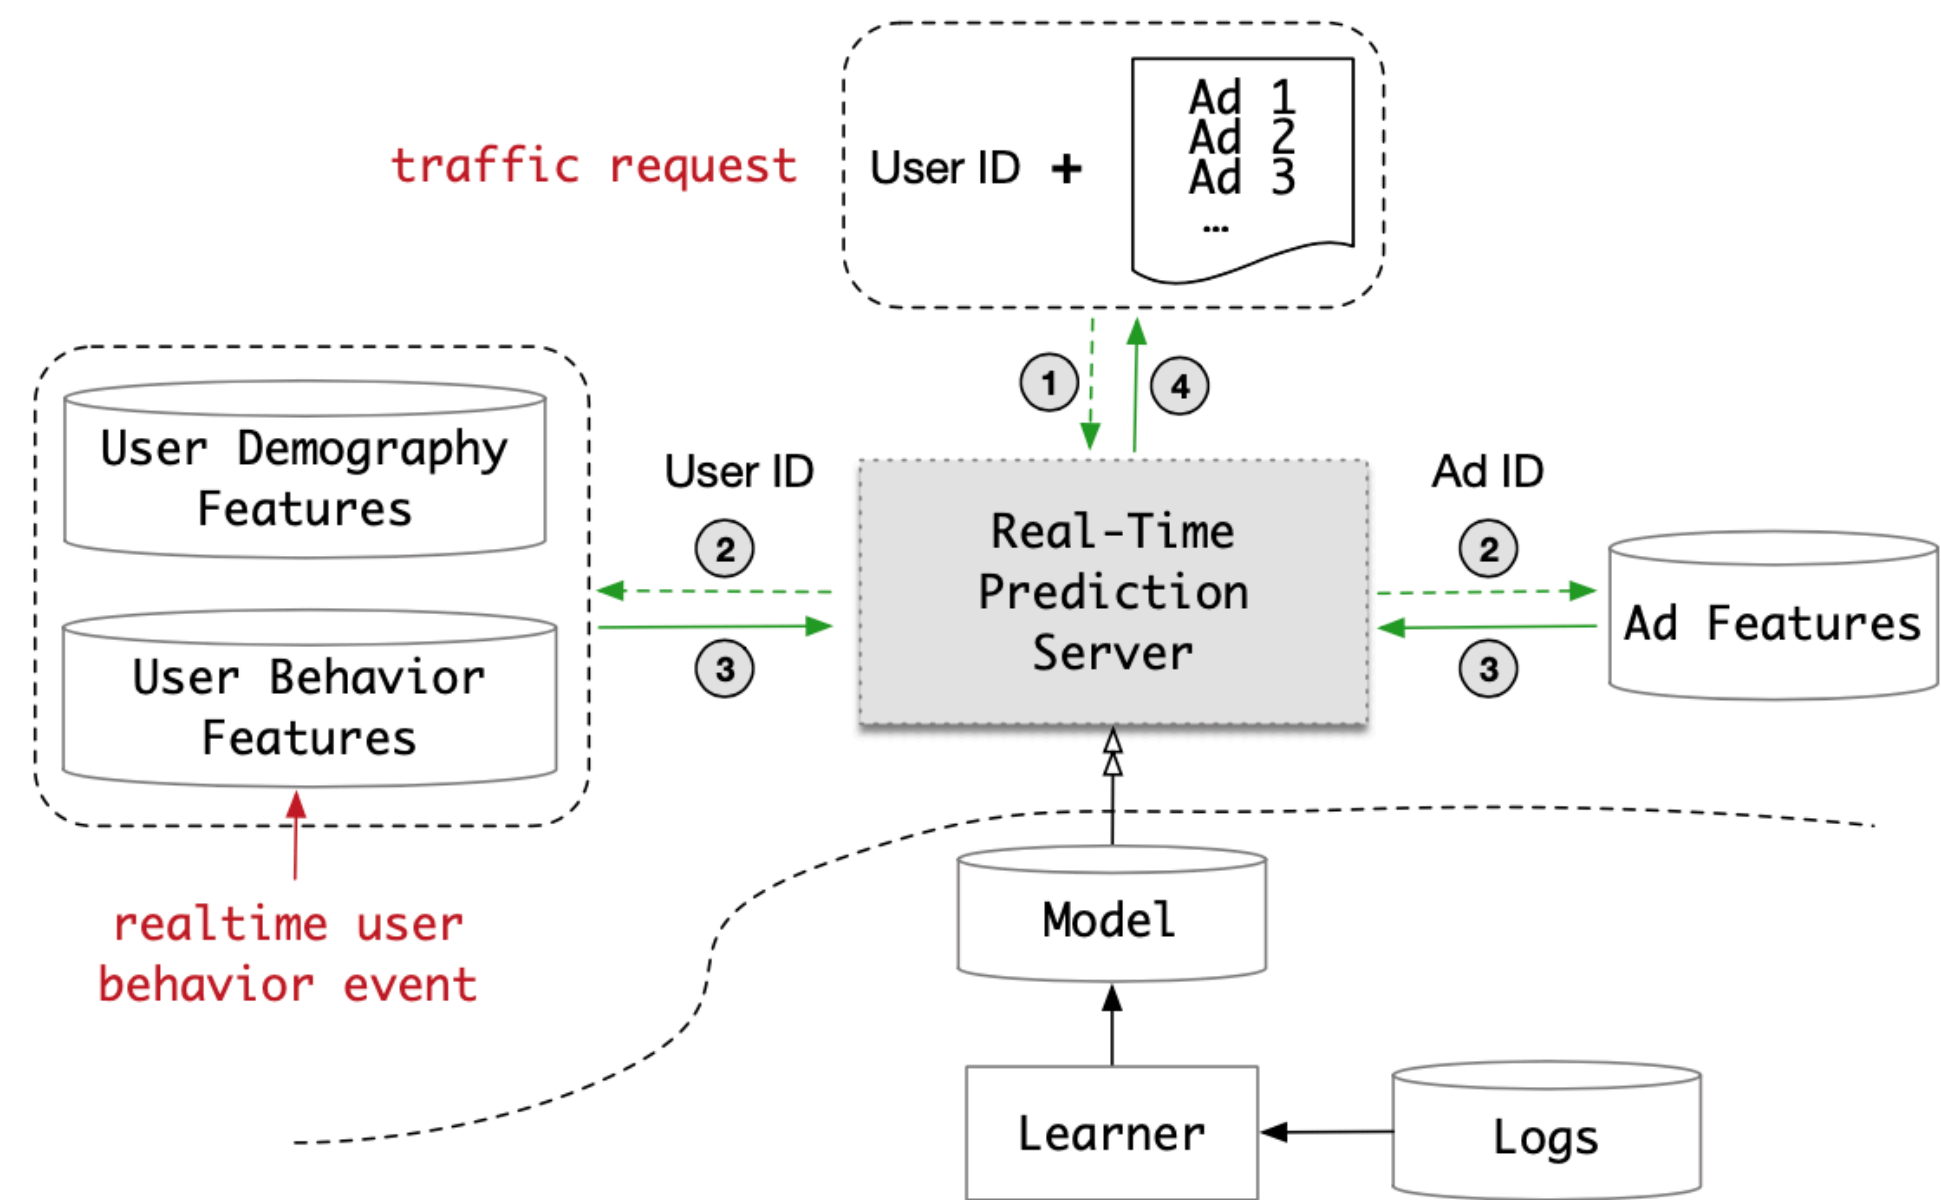 traffic request
User ID +
Ad 1
Ad 2
Ad 3
...
1
4
User Demography
Features
User Behavior
Features
User ID
2
3
Real-Time
Prediction
Server
Ad ID
2
3
Ad Features
realtime user
behavior event
Model
Learner
Logs